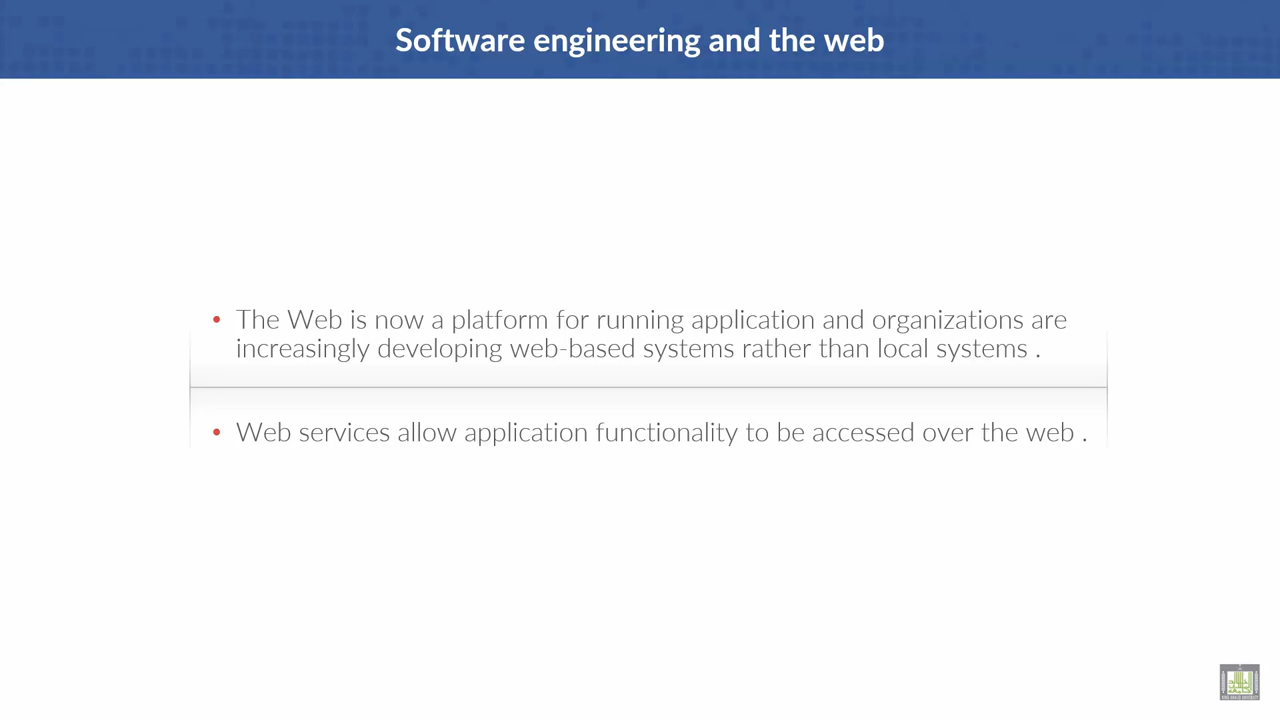 Software engineering and the web
• The Web is now a platform for running application and organizations are
increasingly developing web-based systems rather than local systems .
• Web services allow application functionality to be accessed over the web .